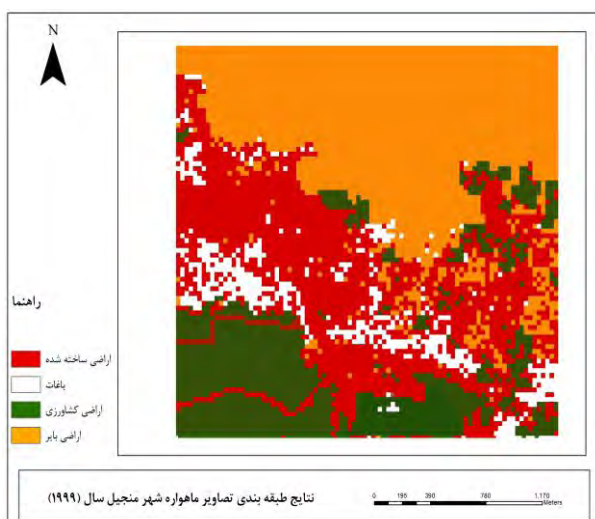 N
راهنما
اراضی ساخته شده
باغات
اراضی کشاورزی
اراضی بایر
نتایج طبقه بندی تصاویر ماهواره شهر منجیل سال (۱۹۹۹)
0 195 390 780 1,170
Meters